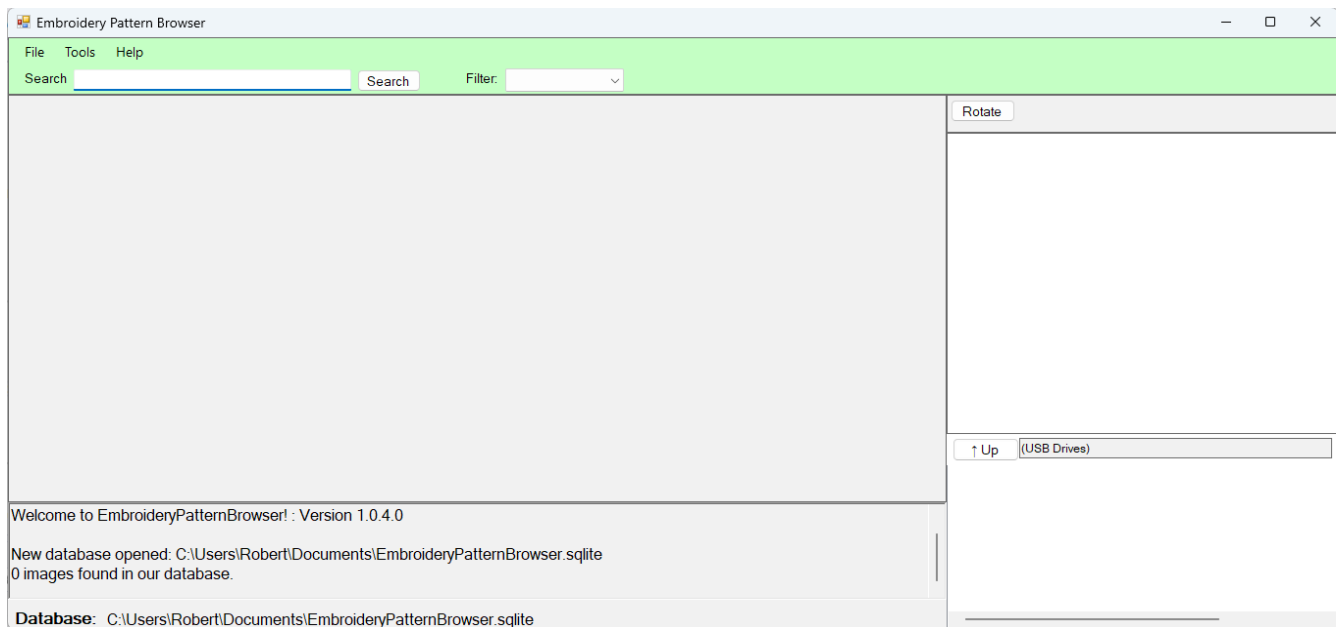 Embroidery Pattern Browser
File Tools Help
Search Search Filter:
Rotate
↑ Up (USB Drives)
Welcome to EmbroideryPatternBrowser! : Version 1.0.4.0
New database opened: C:\Users\Robert\Documents\EmbroideryPatternBrowser.sqlite
0 images found in our database.
Database: C:\Users\Robert\Documents\EmbroideryPatternBrowser.sqlite